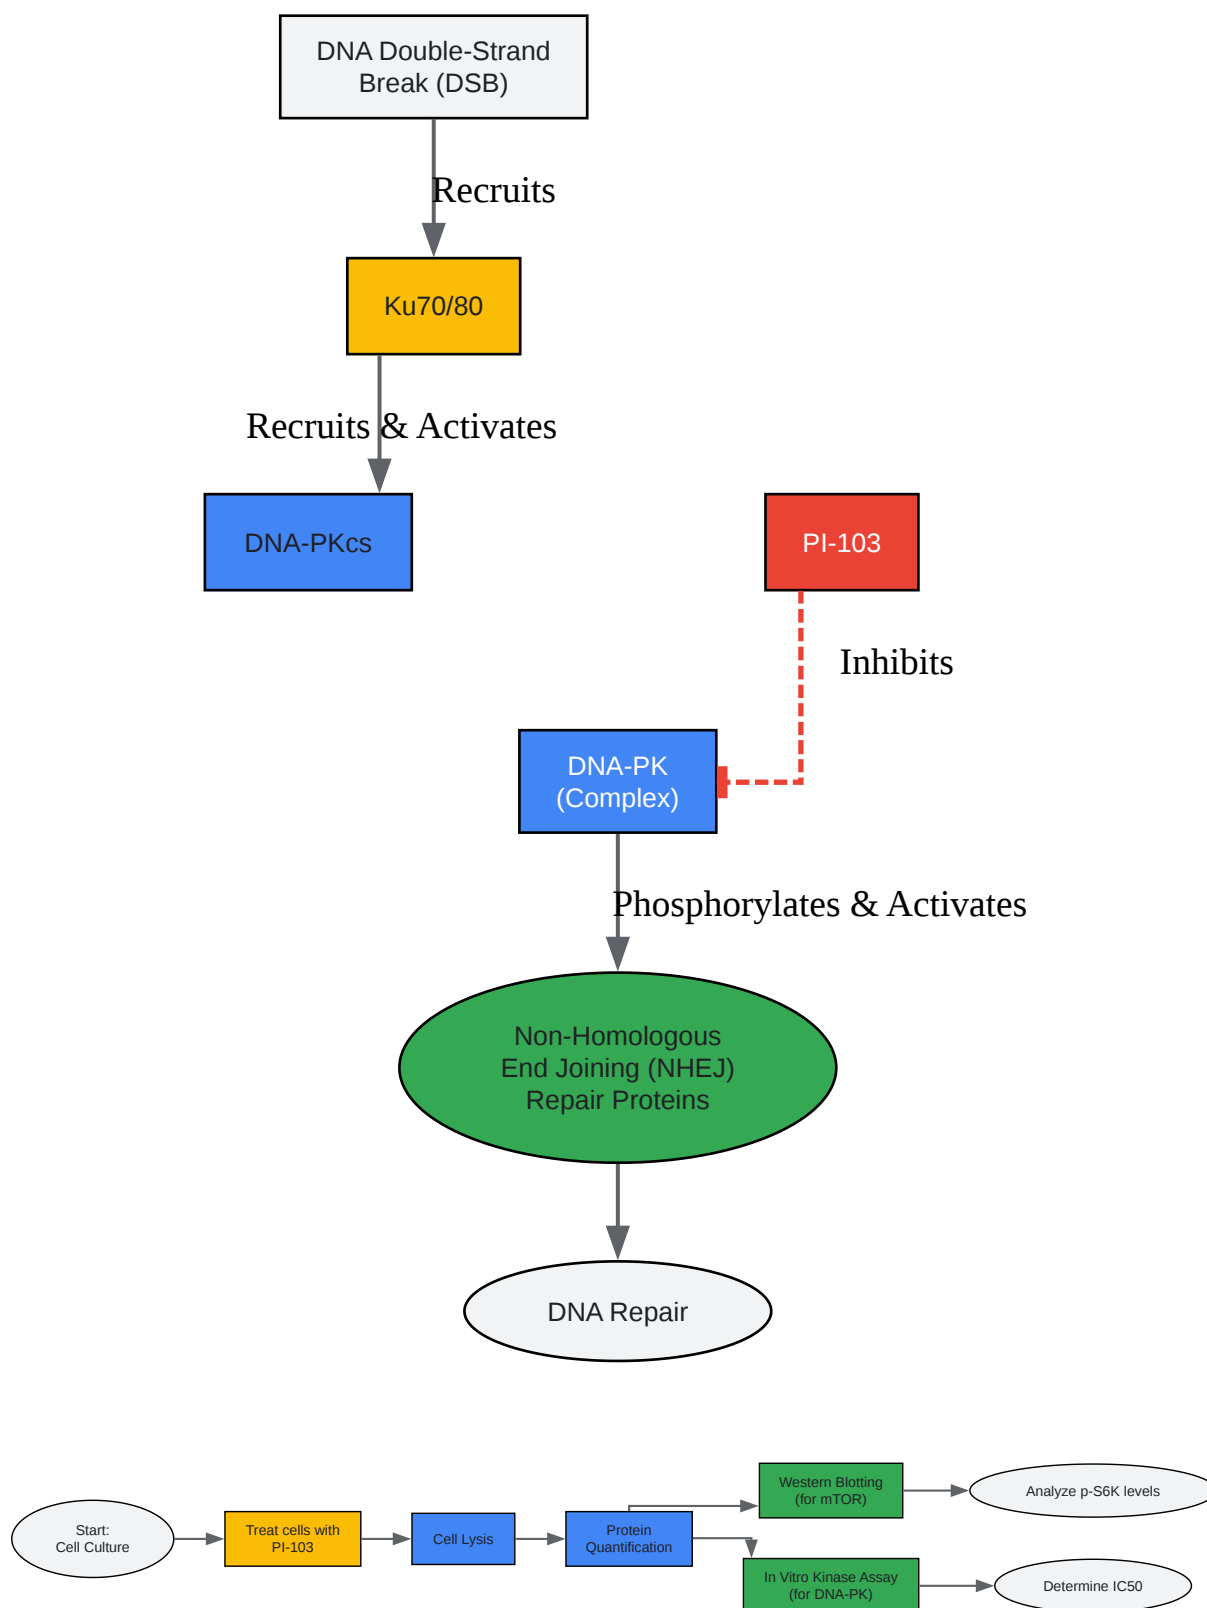 DNA Double-Strand
Break (DSB)
Recruits
Ku70/80
Recruits & Activates
DNA-PKcs
PI-103
Inhibits
DNA-PK
(Complex)
Phosphorylates & Activates
Non-Homologous
End Joining (NHEJ)
Repair Proteins
DNA Repair
Start:
Cell Culture
Treat cells with
PI-103
Cell Lysis
Protein
Quantification
Western Blotting
(for mTOR)
Analyze p-S6K levels
In Vitro Kinase Assay
(for DNA-PK)
Determine IC50